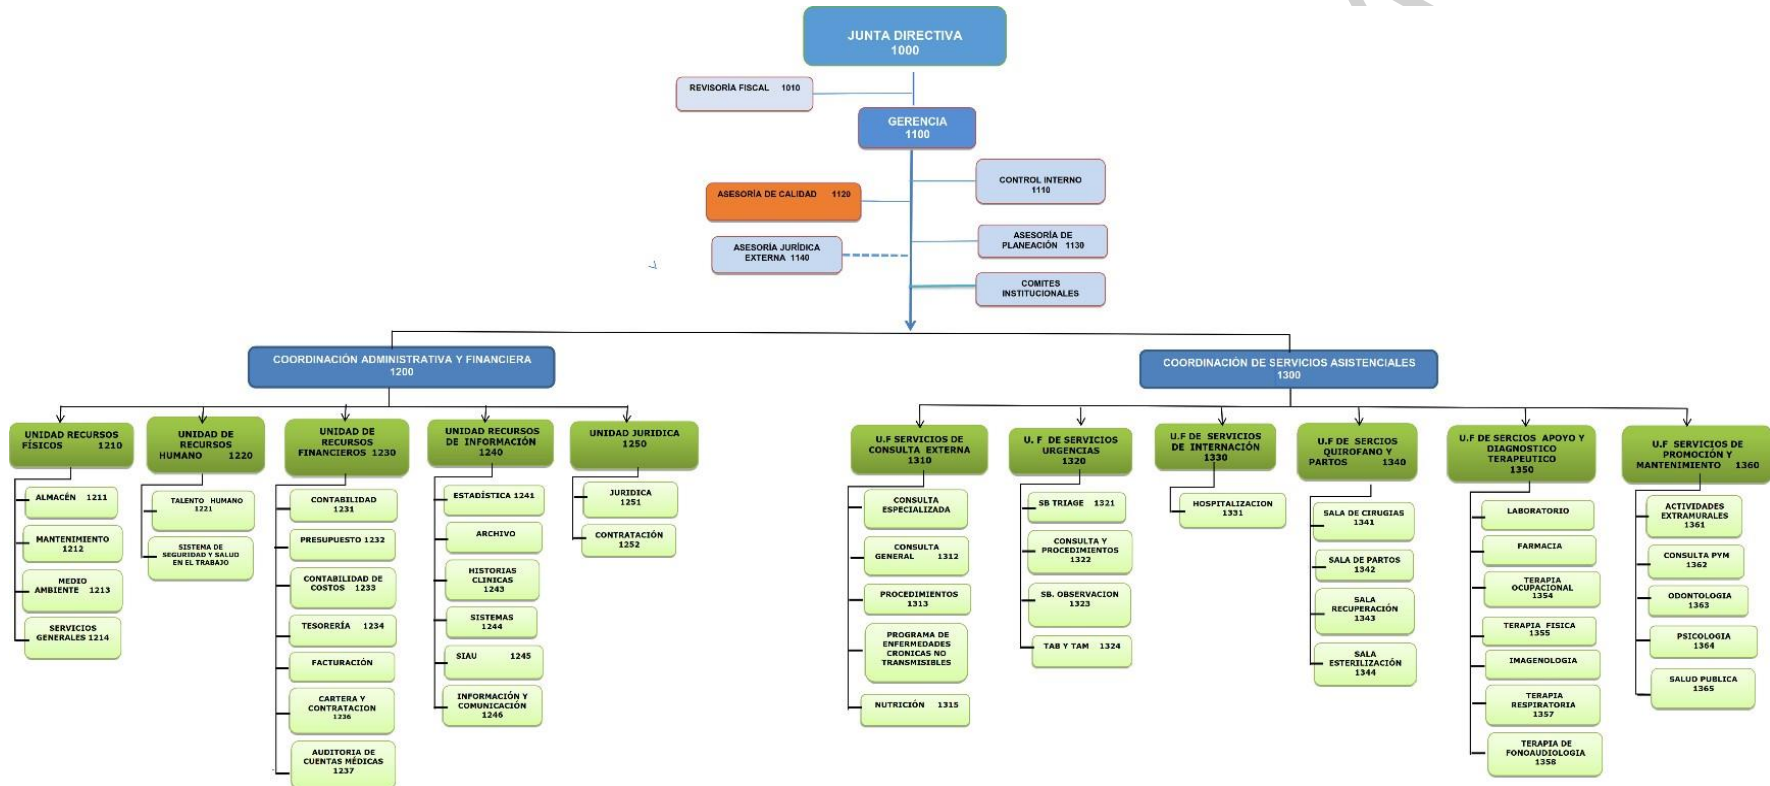 JUNTA DIRECTIVA
1000
REVISORÍA FISCAL 1010
GERENCIA
1100
CONTROL INTERNO
1110
ASESORÍA DE CALIDAD 1120
ASESORÍA DE
PLANEACIÓN 1130
ASESORÍA JURÍDICA
EXTERNA 1140
COMITES
INSTITUCIONALES
COORDINACIÓN ADMINISTRATIVA Y FINANCIERA
1200
COORDINACIÓN DE SERVICIOS ASISTENCIALES
1300
UNIDAD RECURSOS
FÍSICOS 1210
ALMACÉN 1211
MANTENIMIENTO
1212
MEDIO
AMBIENTE 1213
SERVICIOS
GENERALES 1214
UNIDAD DE
RECURSOS
HUMANO 1220
TALENTO HUMANO
1221
SISTEMA DE
SEGURIDAD Y SALUD
EN EL TRABAJO
UNIDAD DE
RECURSOS
FINANCIEROS 1230
CONTABILIDAD
1231
PRESUPUESTO 1232
CONTABILIDAD DE
COSTOS 1233
TESORERÍA 1234
FACTURACIÓN
CARTERA Y
CONTRATACION
1236
AUDITORIA DE
CUENTAS MÉDICAS
1237
UNIDAD RECURSOS
DE INFORMACIÓN
1240
ESTADÍSTICA 1241
ARCHIVO
HISTORIAS
CLINICAS
1243
SISTEMAS
1244
SIAU 1245
INFORMACIÓN Y
COMUNICACIÓN
1246
UNIDAD JURIDICA
1250
JURIDICA
1251
CONTRATACIÓN
1252
U.F SERVICIOS DE
CONSULTA EXTERNA
1310
CONSULTA
ESPECIALIZADA
CONSULTA
GENERAL 1312
PROCEDIMIENTOS
1313
PROGRAMA DE
ENFERMEDADES
CRONICAS NO
TRANSMISIBLES
NUTRICIÓN 1315
U. F DE SERVICIOS
URGENCIAS
1320
SB TRIAGE 1321
CONSULTA Y
PROCEDIMIENTOS
1322
SB. OBSERVACION
1323
TAB Y TAM 1324
U.F DE SERVICIOS
DE INTERNACIÓN
1330
HOSPITALIZACION
1331
U.F DE SERCIOS
QUIROFANO Y
PARTOS 1340
SALA DE CIRUGIAS
1341
SALA DE PARTOS
1342
SALA
RECUPERACIÓN
1343
SALA
ESTERILIZACIÓN
1344
U.F DE SERCIOS APOYO Y
DIAGNOSTICO
TERAPEUTICO
1350
LABORATORIO
FARMACIA
TERAPIA
OCUPACIONAL
1354
TERAPIA FISICA
1355
IMAGENOLOGIA
TERAPIA
RESPIRATORIA
1357
TERAPIA DE
FONOAUDIOLOGIA
1358
U.F SERVICIOS DE
PROMOCIÓN Y
MANTENIMIENTO 1360
ACTIVIDADES
EXTRAMURALES
1361
CONSULTA PYM
1362
ODONTOLOGIA
1363
PSICOLOGIA
1364
SALUD PUBLICA
1365